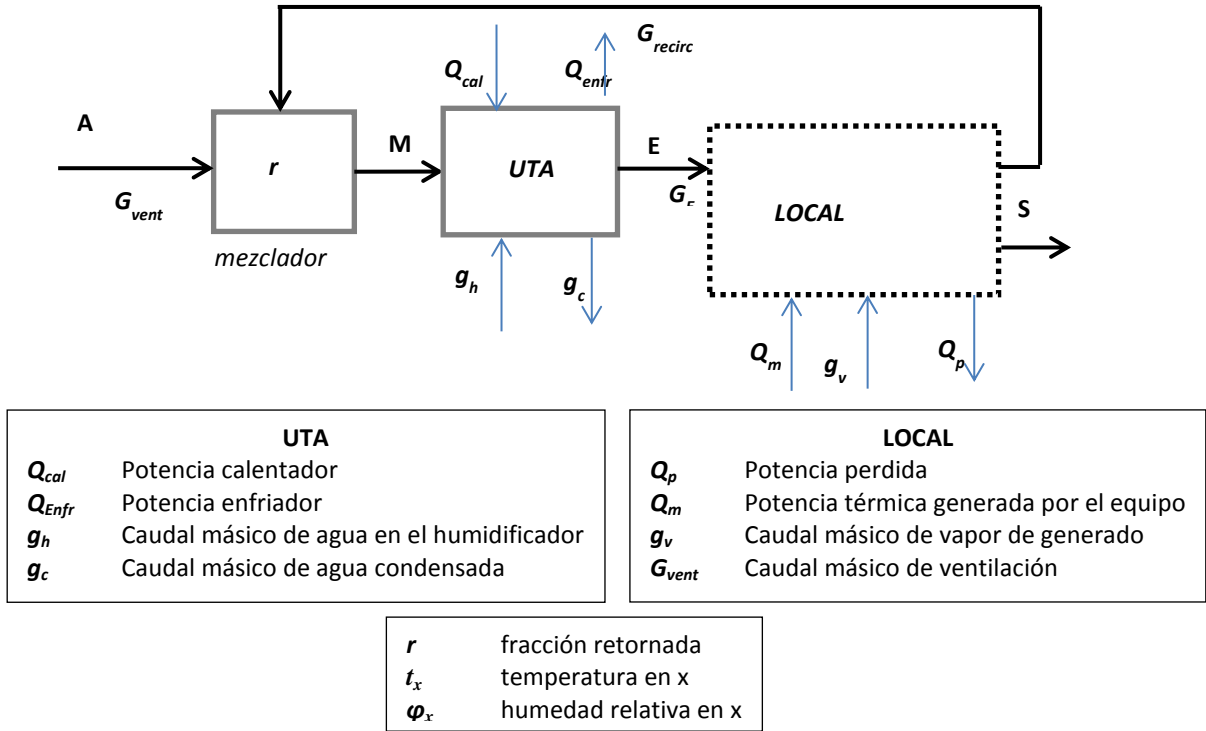 G_recirc
Q_cal
Q_enfr
A
M
E
r
UTA
LOCAL
S
G_vent
G_E
mezclador
g_h
g_c
Q_m
g_v
Q_p
UTA
Q_cal Potencia calentador
Q_Enfr Potencia enfriador
g_h Caudal másico de agua en el humidificador
g_c Caudal másico de agua condensada
LOCAL
Q_p Potencia perdida
Q_m Potencia térmica generada por el equipo
g_v Caudal másico de vapor de generado
G_vent Caudal másico de ventilación
r fracción retornada
t_x temperatura en x
φ_x humedad relativa en x